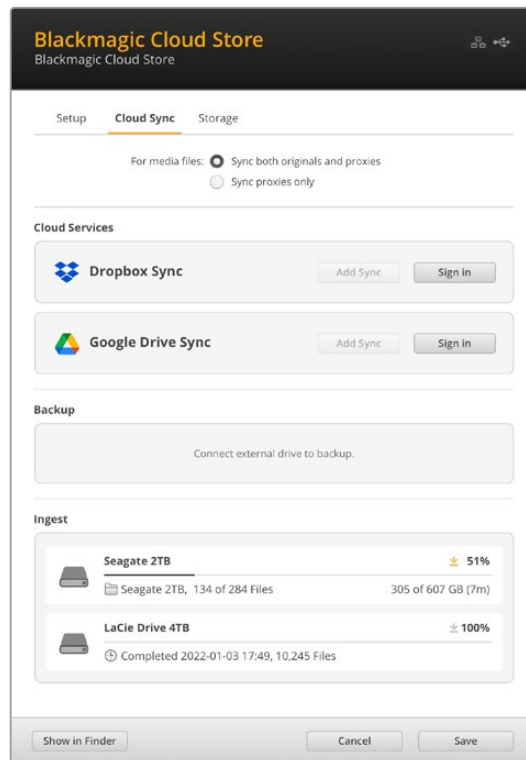 Blackmagic Cloud Store
Blackmagic Cloud Store
Setup Cloud Sync Storage
For media files: Sync both originals and proxies
Sync proxies only
Cloud Services
Dropbox Sync Add Sync Sign in
Google Drive Sync Add Sync Sign in
Backup
Connect external drive to backup.
Ingest
Seagate 2TB 51%
Seagate 2TB, 134 of 284 Files 305 of 607 GB (7m)
LaCie Drive 4TB 100%
Completed 2022-01-03 17:49, 10,245 Files
Show in Finder Cancel Save